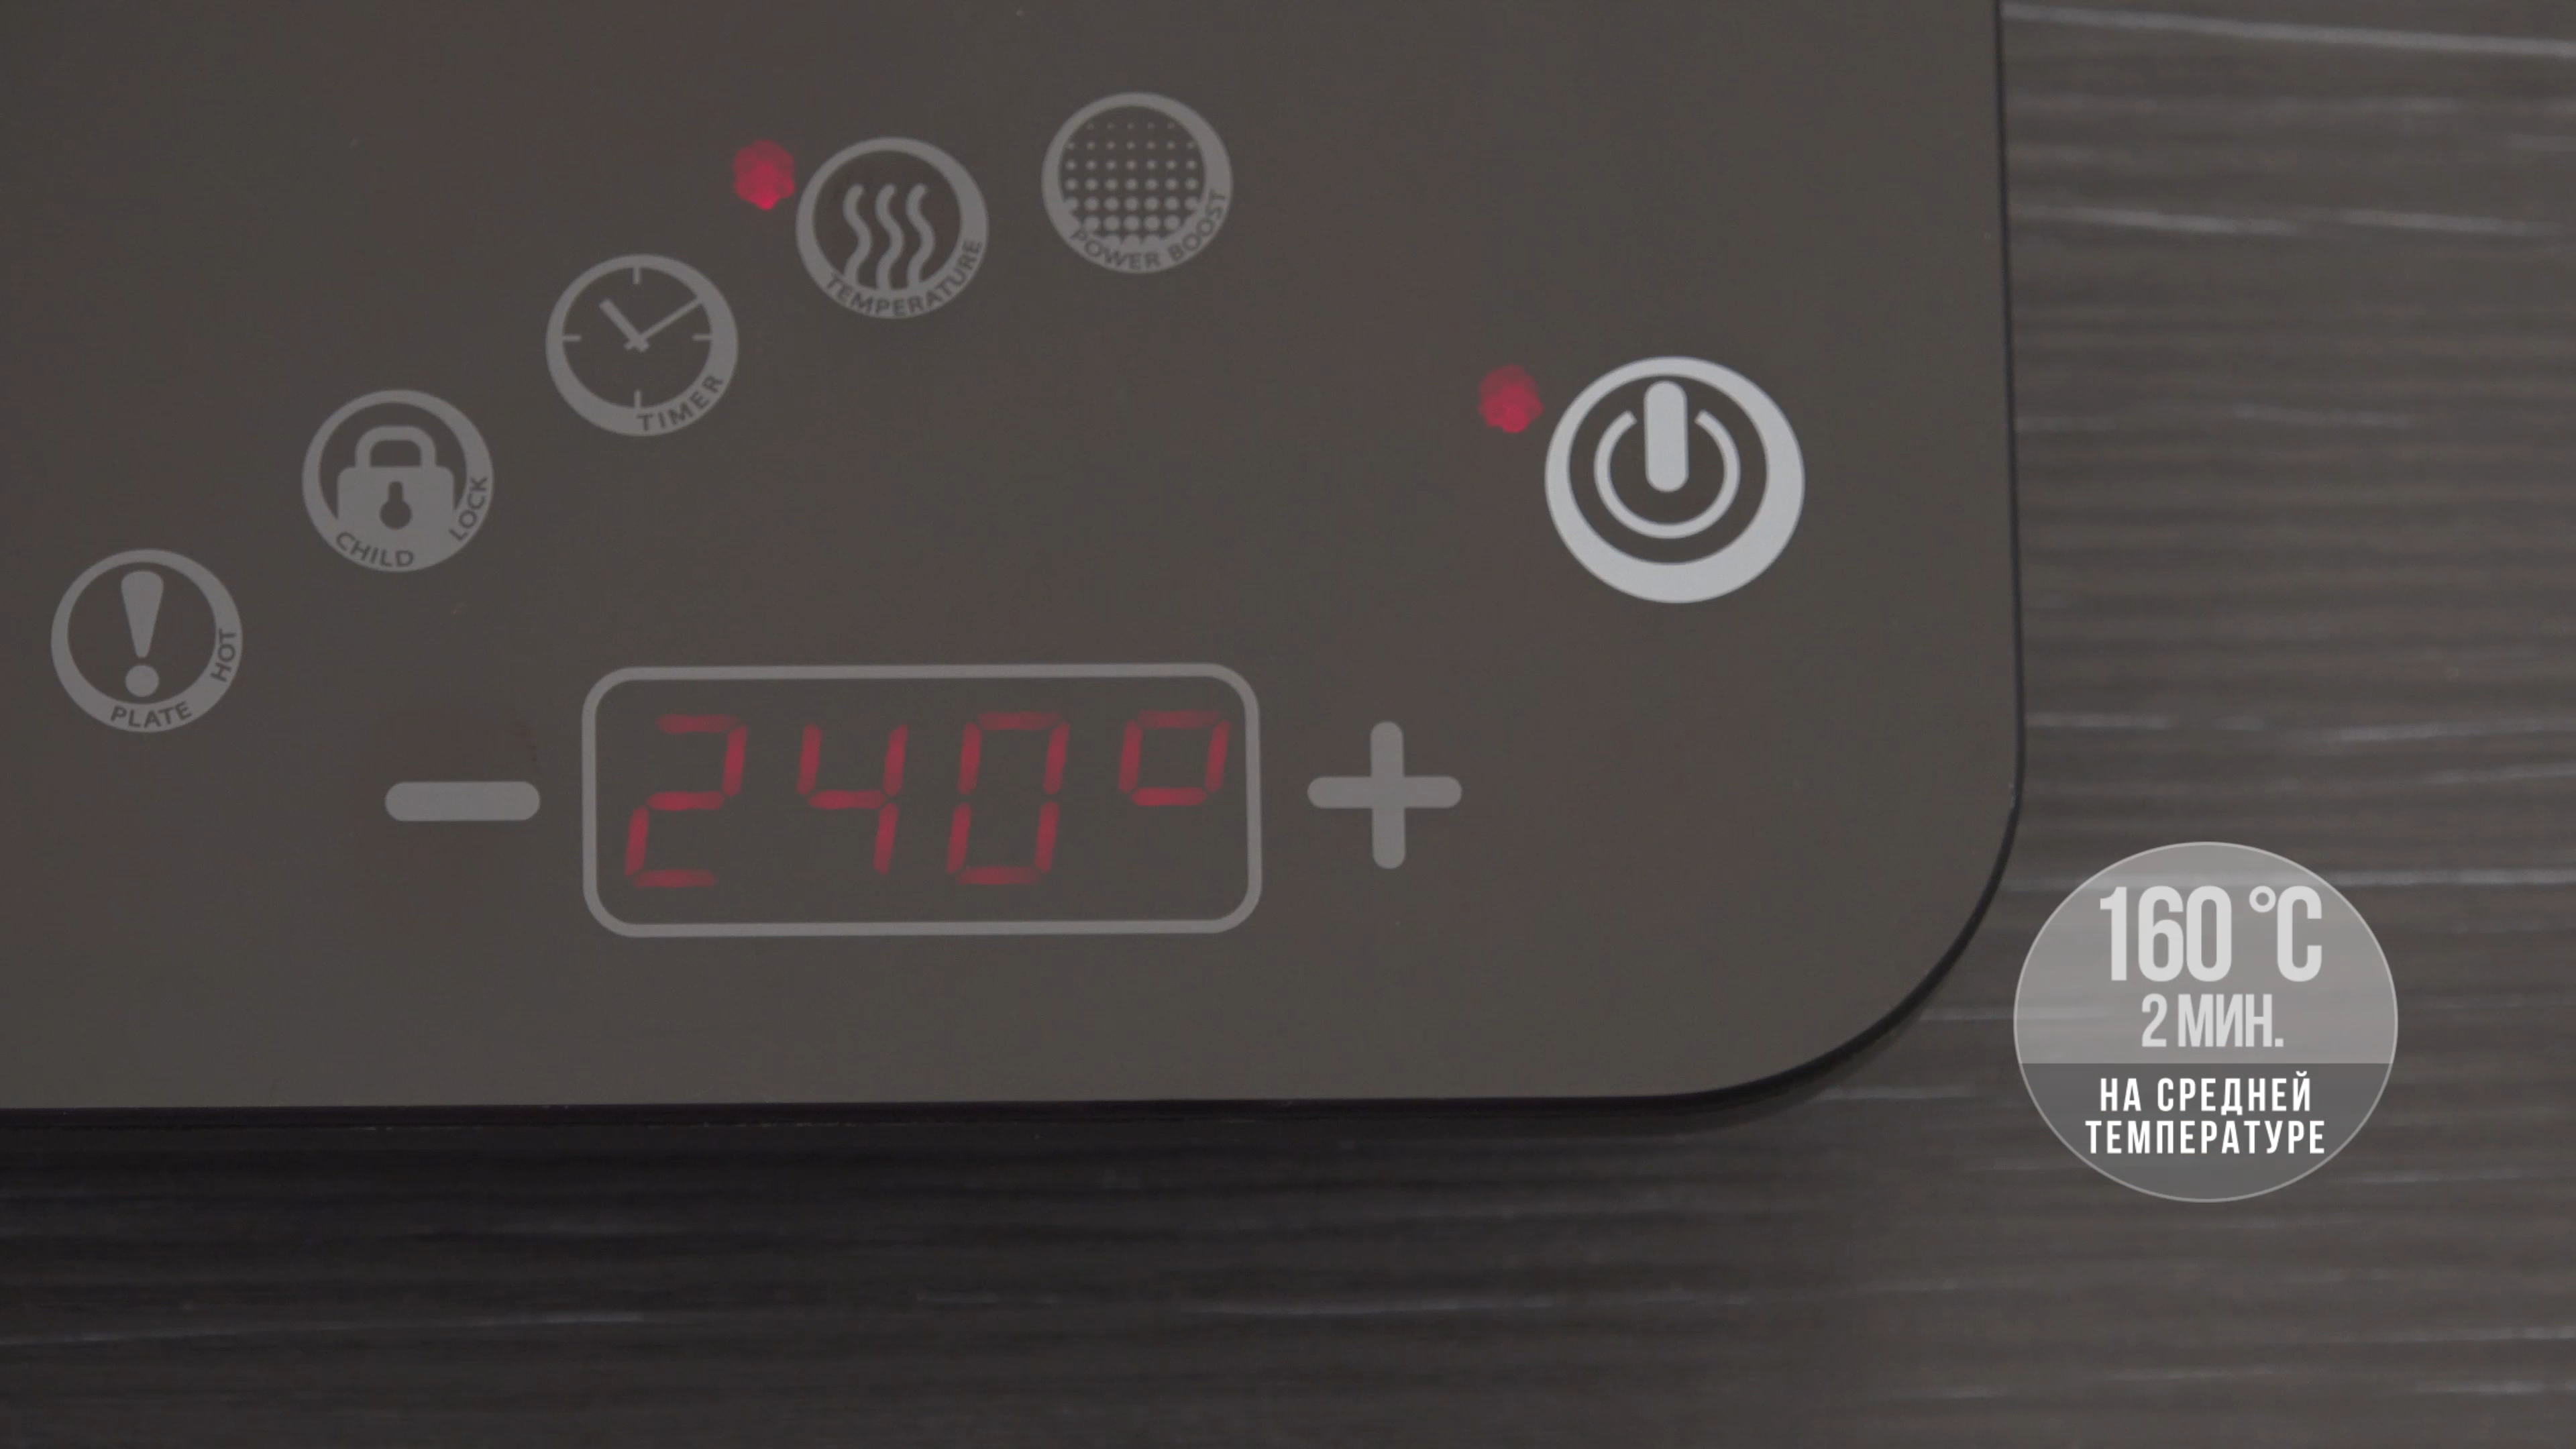 POWER BOOST
TEMPERATURE
TIMER
CHILD LOCK
PLATE HOT
240°
160 °C
2 МИН.
НА СРЕДНЕЙ
ТЕМПЕРАТУРЕ